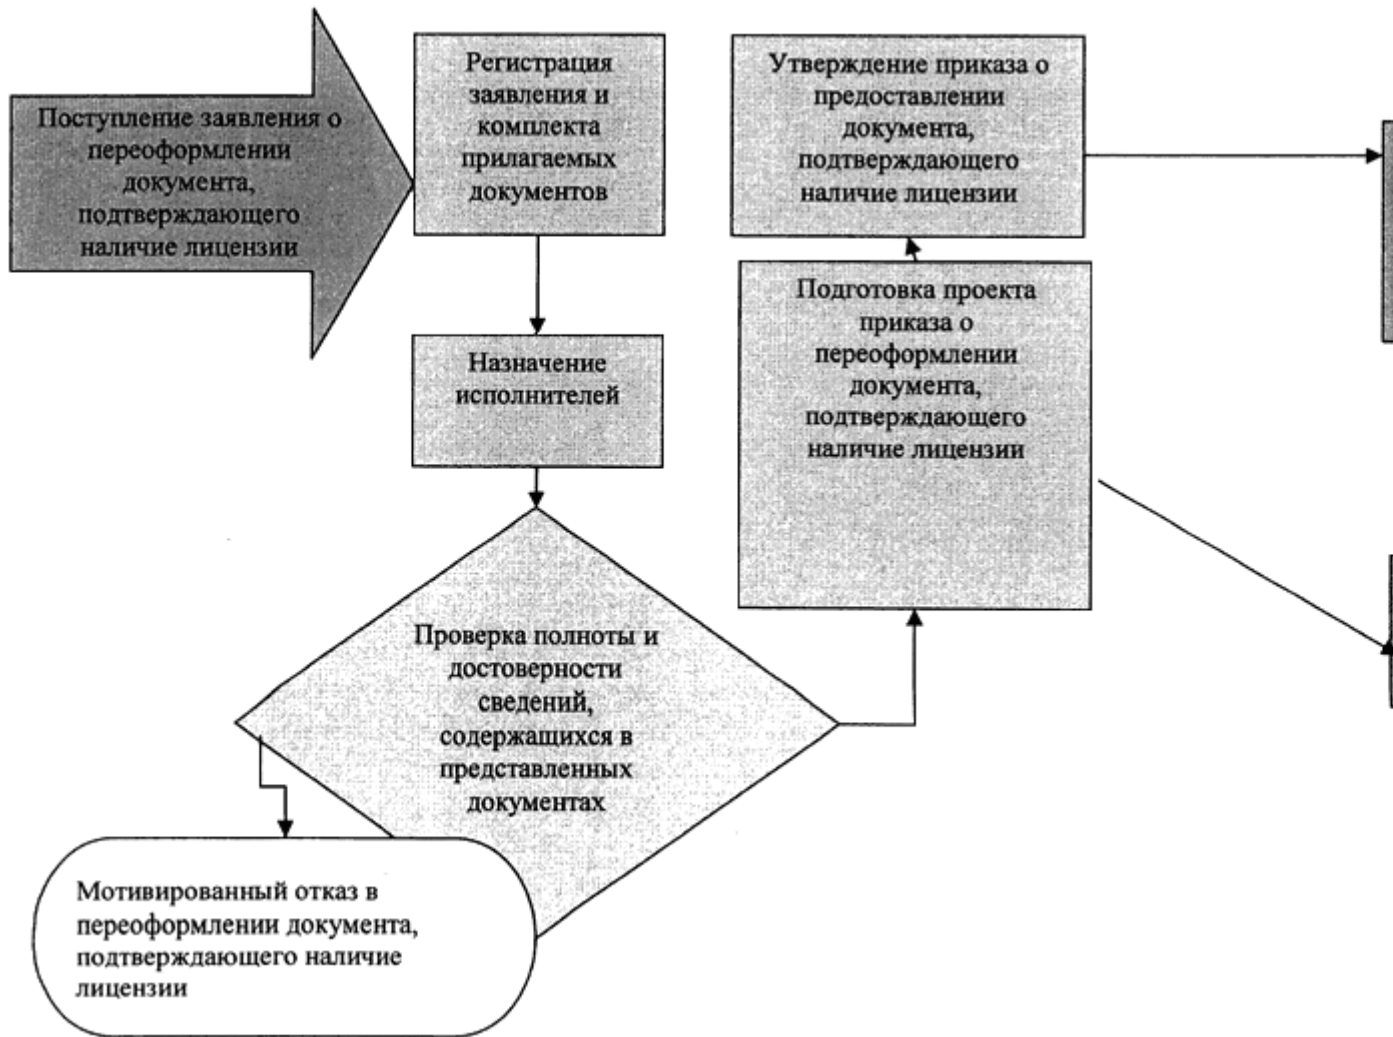 Поступление заявления о
переоформлении
документа,
подтверждающего
наличие лицензии
Регистрация
заявления и
комплекта
прилагаемых
документов
Назначение
исполнителей
Проверка полноты и
достоверности
сведений,
содержащихся в
представленных
документах
Мотивированный отказ в
переоформлении документа,
подтверждающего наличие
лицензии
Подготовка проекта
приказа о
переоформлении
документа,
подтверждающего
наличие лицензии
Утверждение приказа о
предоставлении
документа,
подтверждающего
наличие лицензии